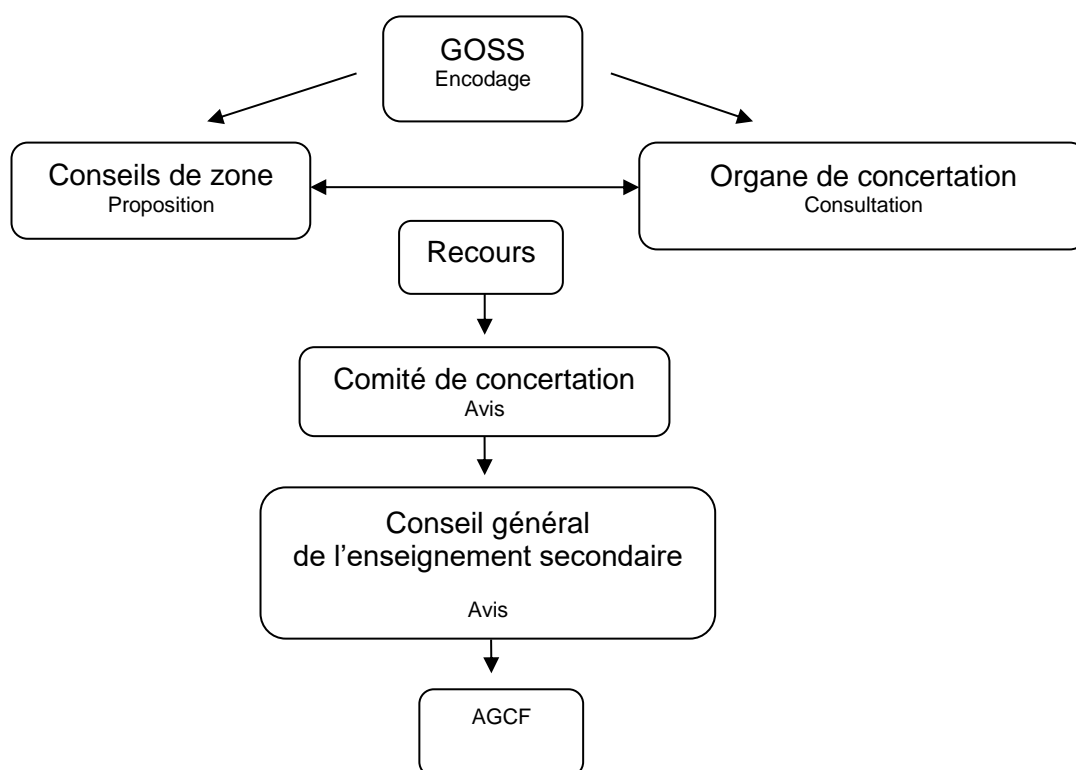 GOSS
Encodage
Conseils de zone
Proposition
Organe de concertation
Consultation
Recours
Comité de concertation
Avis
Conseil général
de l’enseignement secondaire
Avis
AGCF